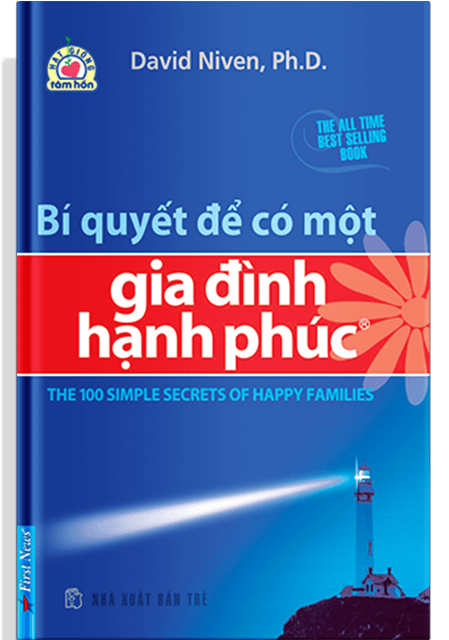 HẠT GIỐNG
tâm hồn
David Niven, Ph.D.
THE ALL TIME
BEST SELLING
BOOK
Bí quyết để có một
gia đình
hạnh phúc®
THE 100 SIMPLE SECRETS OF HAPPY FAMILIES
First News®
NHÀ XUẤT BẢN TRẺ